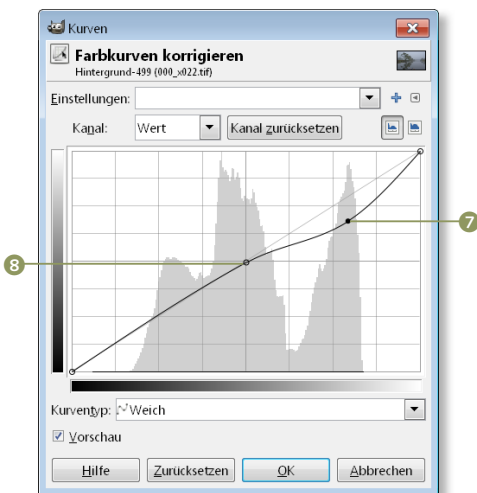 Kurven
Farbkurven korrigieren
Hintergrund-499 (000_x022.tif)
Einstellungen:
Kanal: Wert Kanal zurücksetzen
7
8
Kurventyp: Weich
Vorschau
Hilfe Zurücksetzen OK Abbrechen